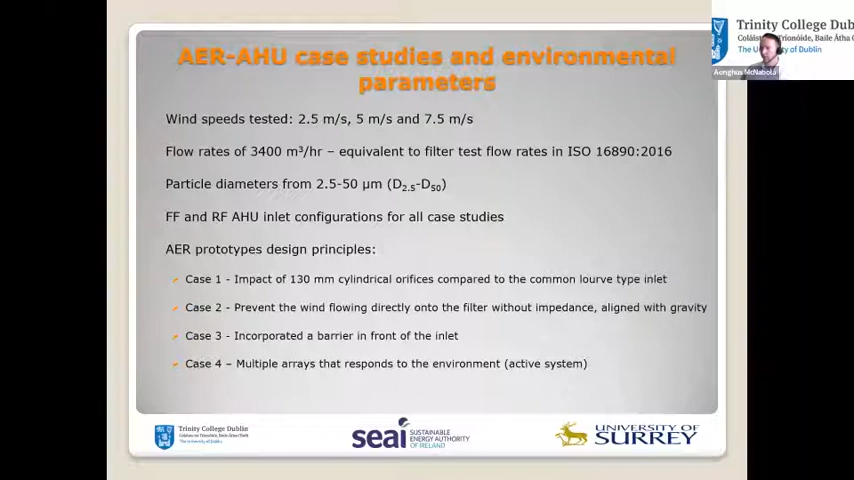 Trinity College Dubl
Coláiste na Tríonóide, Baile Átha C
The University of Dublin
Aonghus McNabola
AER-AHU case studies and environmental
parameters
Wind speeds tested: 2.5 m/s, 5 m/s and 7.5 m/s
Flow rates of 3400 m³/hr – equivalent to filter test flow rates in ISO 16890:2016
Particle diameters from 2.5-50 µm (D2.5-D50)
FF and RF AHU inlet configurations for all case studies
AER prototypes design principles:
Case 1 - Impact of 130 mm cylindrical orifices compared to the common lourve type inlet
Case 2 - Prevent the wind flowing directly onto the filter without impedance, aligned with gravity
Case 3 - Incorporated a barrier in front of the inlet
Case 4 – Multiple arrays that responds to the environment (active system)
Trinity College Dublin
Coláiste na Tríonóide, Baile Átha Cliath
The University of Dublin
seai
SUSTAINABLE
ENERGY AUTHORITY
OF IRELAND
UNIVERSITY OF
SURREY